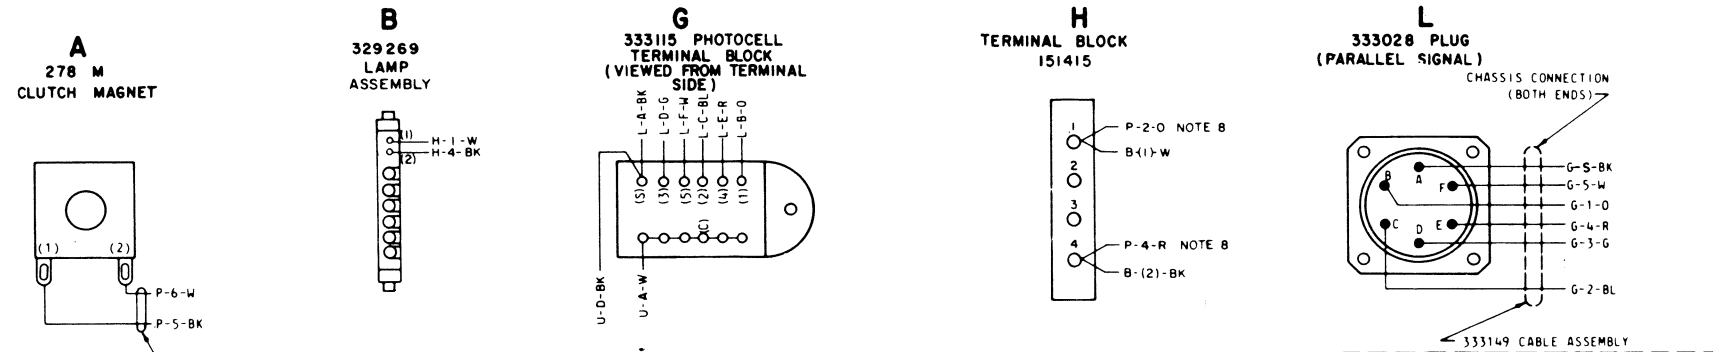 A
278 M
CLUTCH MAGNET
(1)
(2)
P-6-W
P-5-BK
B
329269
LAMP
ASSEMBLY
(1)
H-1-W
H-4-BK
(2)
G
333115 PHOTOCELL
TERMINAL BLOCK
(VIEWED FROM TERMINAL
SIDE)
L-A-BK
L-D-G
L-F-W
L-C-BL
L-E-R
L-B-O
(S)
(3)
(5)
(2)
(4)
(1)
(C)
U-D-BK
U-A-W
H
TERMINAL BLOCK
151415
1
P-2-O NOTE 8
B-(1)-W
2
3
4
P-4-R NOTE 8
B-(2)-BK
L
333028 PLUG
(PARALLEL SIGNAL)
CHASSIS CONNECTION
(BOTH ENDS)
B
A
F
C
D
E
G-S-BK
G-5-W
G-1-O
G-4-R
G-3-G
G-2-BL
333149 CABLE ASSEMBLY